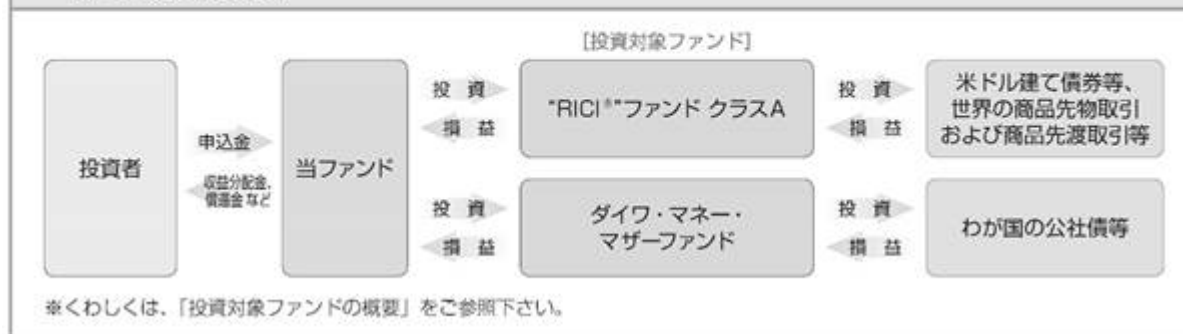 [投資対象ファンド]
投資者
申込金
収益分配金、
償還金 など
当ファンド
投 資
損 益
"RICI®"ファンド クラスA
投 資
損 益
米ドル建て債券等、
世界の商品先物取引
および商品先渡取引等
投 資
損 益
ダイワ・マネー・
マザーファンド
投 資
損 益
わが国の公社債等
※くわしくは、「投資対象ファンドの概要」をご参照下さい。